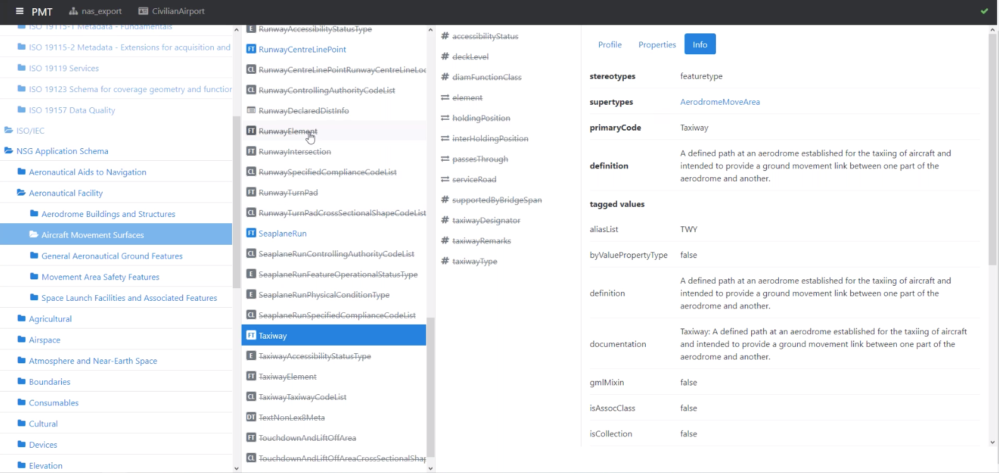 PMT nas_export CivilianAirport
ISO 19115-1 Metadata - Fundamentals
ISO 19115-2 Metadata - Extensions for acquisition and
ISO 19119 Services
ISO 19123 Schema for coverage geometry and function
ISO 19157 Data Quality
ISO/IEC
NSG Application Schema
Aeronautical Aids to Navigation
Aeronautical Facility
Aerodrome Buildings and Structures
Aircraft Movement Surfaces
General Aeronautical Ground Features
Movement Area Safety Features
Space Launch Facilities and Associated Features
Agricultural
Airspace
Atmosphere and Near-Earth Space
Boundaries
Consumables
Cultural
Devices
Elevation
E RunwayAccessibilityStatusType
FT RunwayCentreLinePoint
CL RunwayCentreLinePointRunwayCentreLineLoc
CL RunwayControllingAuthorityCodeList
RunwayDeclaredDistInfo
FT RunwayElement
FT RunwayIntersection
CL RunwaySpecifiedComplianceCodeList
FT RunwayTurnPad
CL RunwayTurnPadCrossSectionalShapeCodeList
FT SeaplaneRun
CL SeaplaneRunControllingAuthorityCodeList
E SeaplaneRunFeatureOperationalStatusType
E SeaplaneRunPhysicalConditionType
CL SeaplaneRunSpecifiedComplianceCodeList
FT Taxiway
E TaxiwayAccessibilityStatusType
FT TaxiwayElement
CL TaxiwayTaxiwayCodeList
DT TextNonLex8Meta
FT TouchdownAndLiftOffArea
CL TouchdownAndLiftOffAreaCrossSectionalShap
# accessibilityStatus
# deckLevel
# diamFunctionClass
element
holdingPosition
interHoldingPosition
passesThrough
serviceRoad
# supportedByBridgeSpan
# taxiwayDesignator
# taxiwayRemarks
# taxiwayType
Profile Properties Info
stereotypes featuretype
supertypes AerodromeMoveArea
primaryCode Taxiway
definition A defined path at an aerodrome established for the taxiing of aircraft and
intended to provide a ground movement link between one part of the
aerodrome and another.
tagged values
aliasList TWY
byValuePropertyType false
definition A defined path at an aerodrome established for the taxiing of aircraft and
intended to provide a ground movement link between one part of the
aerodrome and another.
documentation Taxiway: A defined path at an aerodrome established for the taxiing of aircraft
and intended to provide a ground movement link between one part of the
aerodrome and another.
gmlMixin false
isAssocClass false
isCollection false